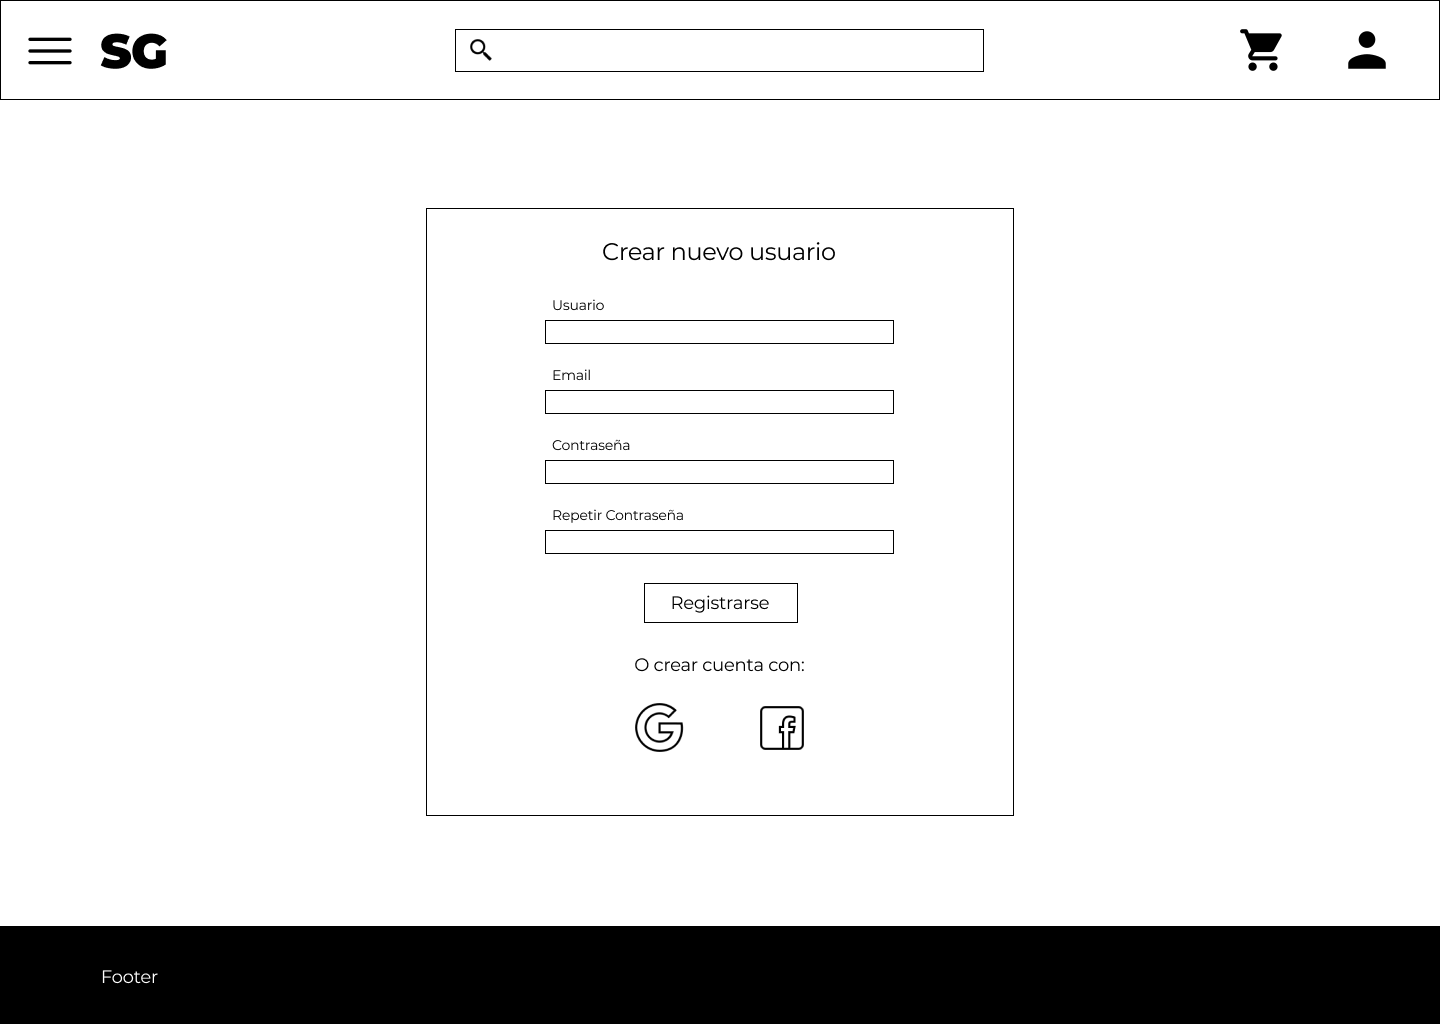 SG
Crear nuevo usuario
Usuario
Email
Contraseña
Repetir Contraseña
Registrarse
O crear cuenta con:
Footer